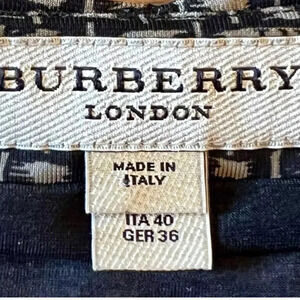 BURBERRY
LONDON
MADE IN
ITALY
ITA 40
GER 36